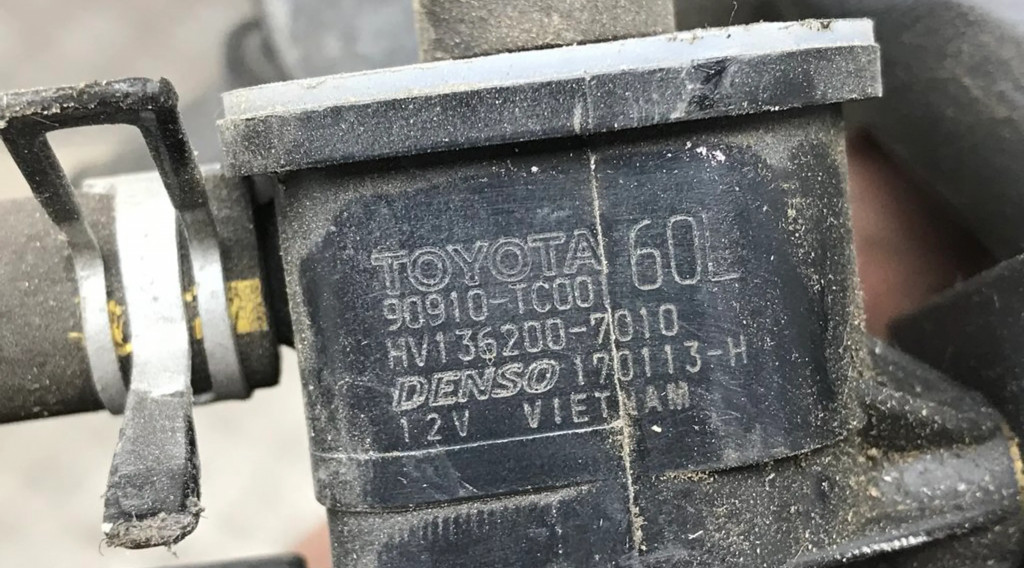 TOYOTA 60L
90910-TC001
HV136200-7010
DENSO 170113-H
12V VIETNAM